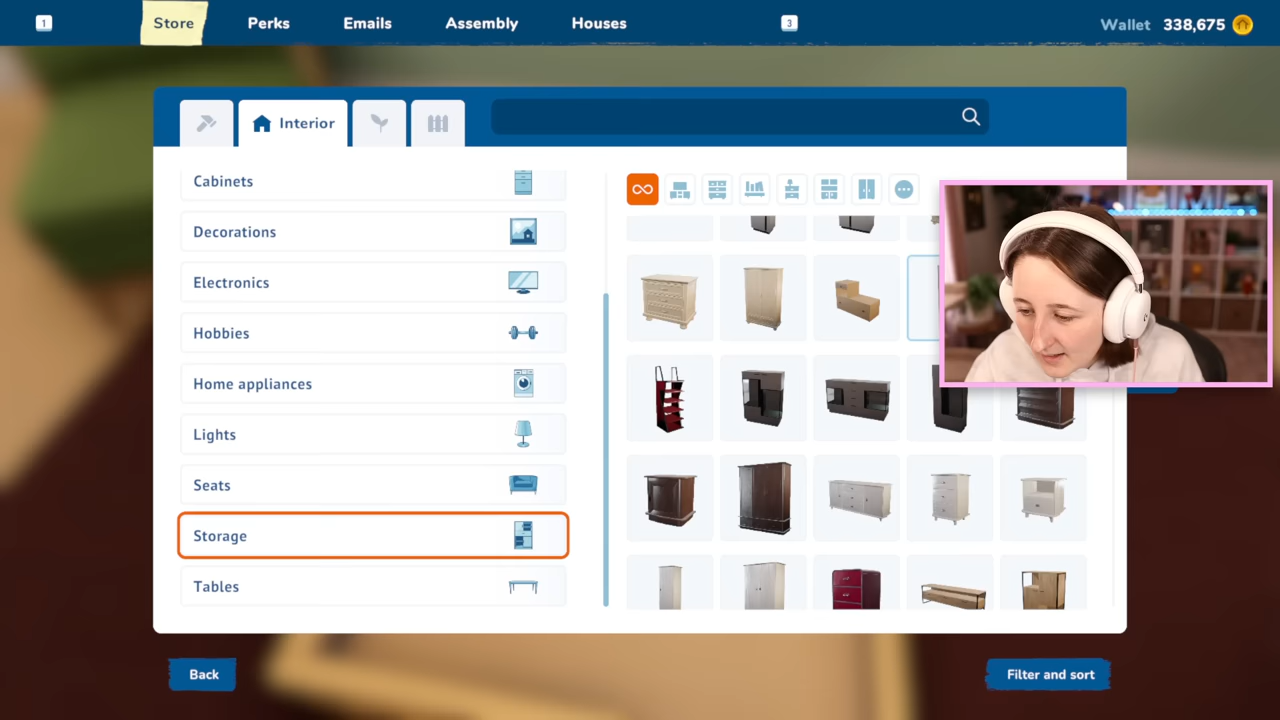 1
Store
Perks
Emails
Assembly
Houses
3
Wallet 338,675
Interior
Cabinets
Decorations
Electronics
Hobbies
Home appliances
Lights
Seats
Storage
Tables
Back
Filter and sort